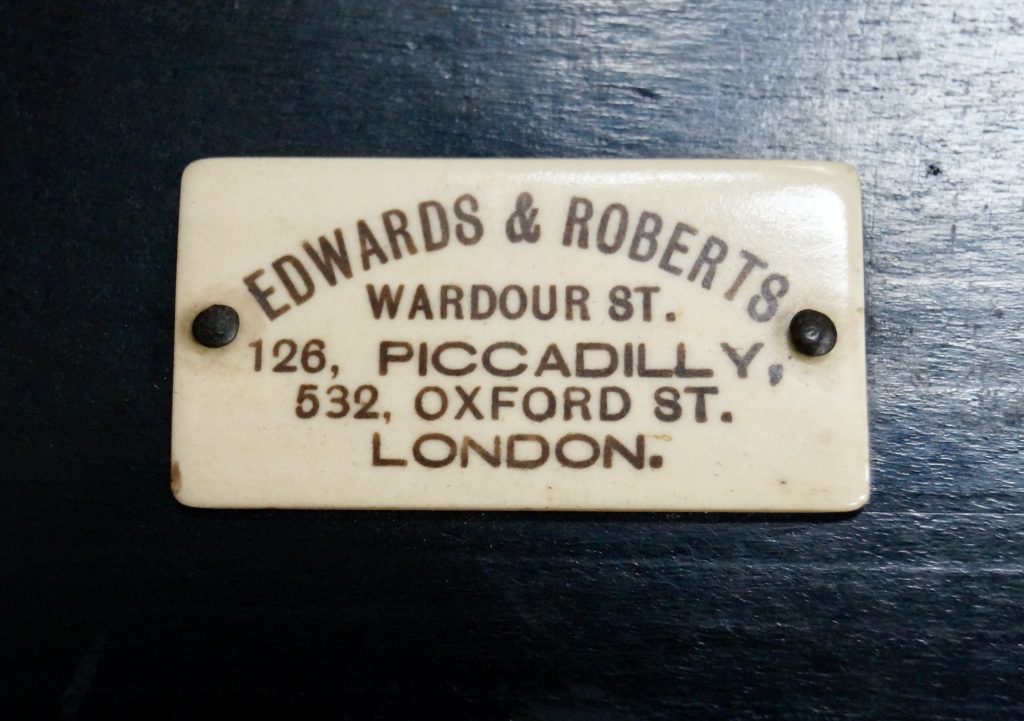 EDWARDS & ROBERTS
WARDOUR ST.
126, PICCADILLY,
532, OXFORD ST.
LONDON.